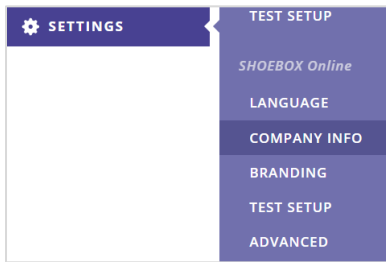 SETTINGS
TEST SETUP
SHOEBOX Online
LANGUAGE
COMPANY INFO
BRANDING
TEST SETUP
ADVANCED